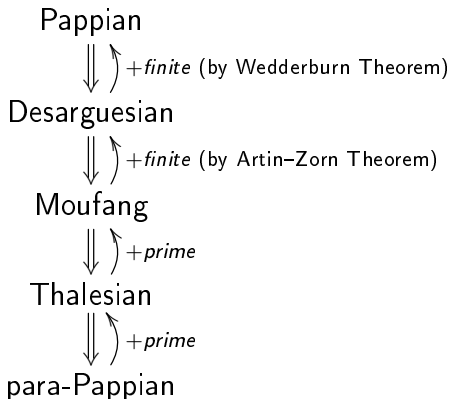 Pappian
+finite (by Wedderburn Theorem)
Desarguesian
+finite (by Artin–Zorn Theorem)
Moufang
+prime
Thalesian
+prime
para-Pappian